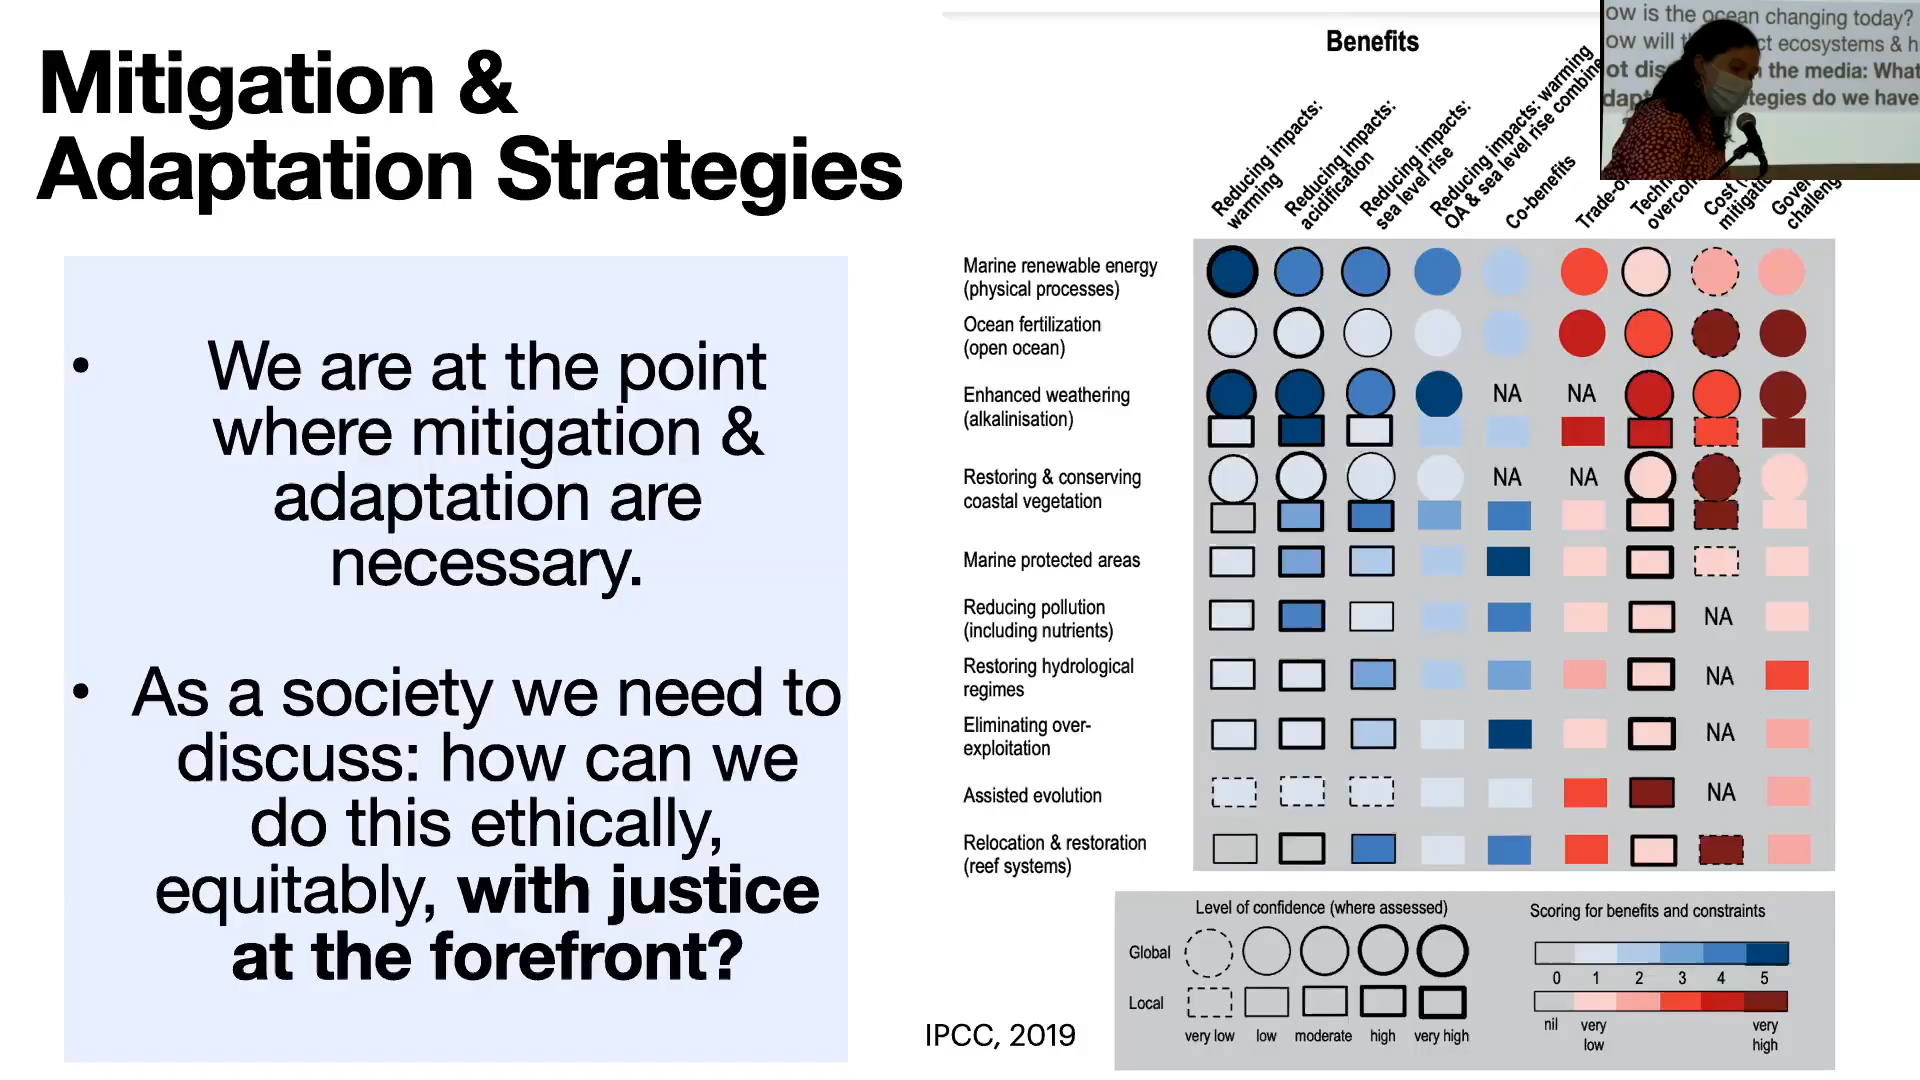 Mitigation &
Adaptation Strategies
• We are at the point
where mitigation &
adaptation are
necessary.
• As a society we need to
discuss: how can we
do this ethically,
equitably, with justice
at the forefront?
Benefits
Reducing impacts:
warming
Reducing impacts:
acidification
Reducing impacts:
sea level rise
Reducing impacts: warming
OA & sea level rise combine
Co-benefits
Cost
ow is the ocean changing today?
ow will ecosystems & h
the media: What
do we have
Marine renewable energy
(physical processes)
Ocean fertilization
(open ocean)
Enhanced weathering
(alkalinisation)
NA NA
Restoring & conserving
coastal vegetation
NA NA
Marine protected areas
Reducing pollution
(including nutrients)
NA
Restoring hydrological
regimes
NA
Eliminating over-
exploitation
NA
Assisted evolution
NA
Relocation & restoration
(reef systems)
Level of confidence (where assessed)
Global
Local
very low low moderate high very high
Scoring for benefits and constraints
0 1 2 3 4 5
nil very low very high
IPCC, 2019